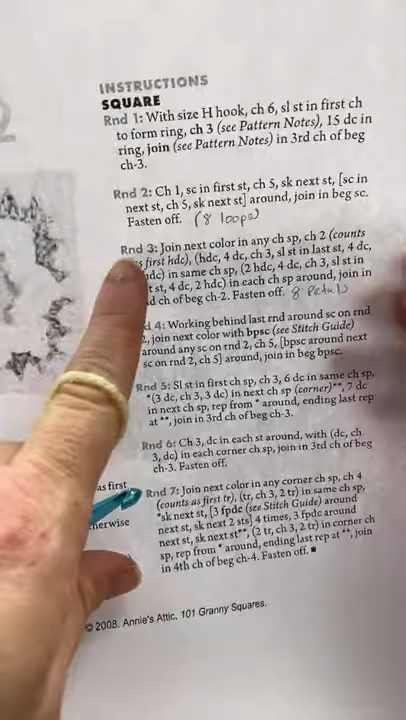 INSTRUCTIONS
SQUARE
Rnd 1: With size H hook, ch 6, sl st in first ch
to form ring, ch 3 (see Pattern Notes), 15 dc in
ring, join (see Pattern Notes) in 3rd ch of beg
ch-3.
Rnd 2: Ch 1, sc in first st, ch 5, sk next st, [sc in
next st, ch 5, sk next st] around, join in beg sc.
Fasten off. (8 loops)
Rnd 3: Join next color in any ch sp, ch 2 (counts
s first hdc), (hdc, 4 dc, ch 3, sl st in last st, 4 dc,
hdc) in same ch sp, (2 hdc, 4 dc, ch 3, sl st in
t st, 4 dc, 2 hdc) in each ch sp around, join in
d ch of beg ch-2. Fasten off. 8 Petals
d 4: Working behind last rnd around sc on rnd
2, join next color with bpsc (see Stitch Guide)
around any sc on rnd 2, ch 5, [bpsc around next
sc on rnd 2, ch 5] around, join in beg bpsc.
Rnd 5: Sl st in first ch sp, ch 3, 6 dc in same ch sp,
*(3 dc, ch 3, 3 dc) in next ch sp (corner)**, 7 dc
in next ch sp, rep from * around, ending last rep
at **, join in 3rd ch of beg ch-3.
Rnd 6: Ch 3, dc in each st around, with (dc, ch
3, dc) in each corner ch sp, join in 3rd ch of beg
ch-3. Fasten off.
as first
herwise
Rnd 7: Join next color in any corner ch sp, ch 4
(counts as first tr), (tr, ch 3, 2 tr) in same ch sp,
*sk next st, [3 fpdc (see Stitch Guide) around
next st, sk next 2 sts] 4 times, 3 fpdc around
next st, sk next st**, (2 tr, ch 3, 2 tr) in corner ch
sp, rep from * around, ending last rep at **, join
in 4th ch of beg ch-4. Fasten off. ■
© 2008. Annie's Attic. 101 Granny Squares.